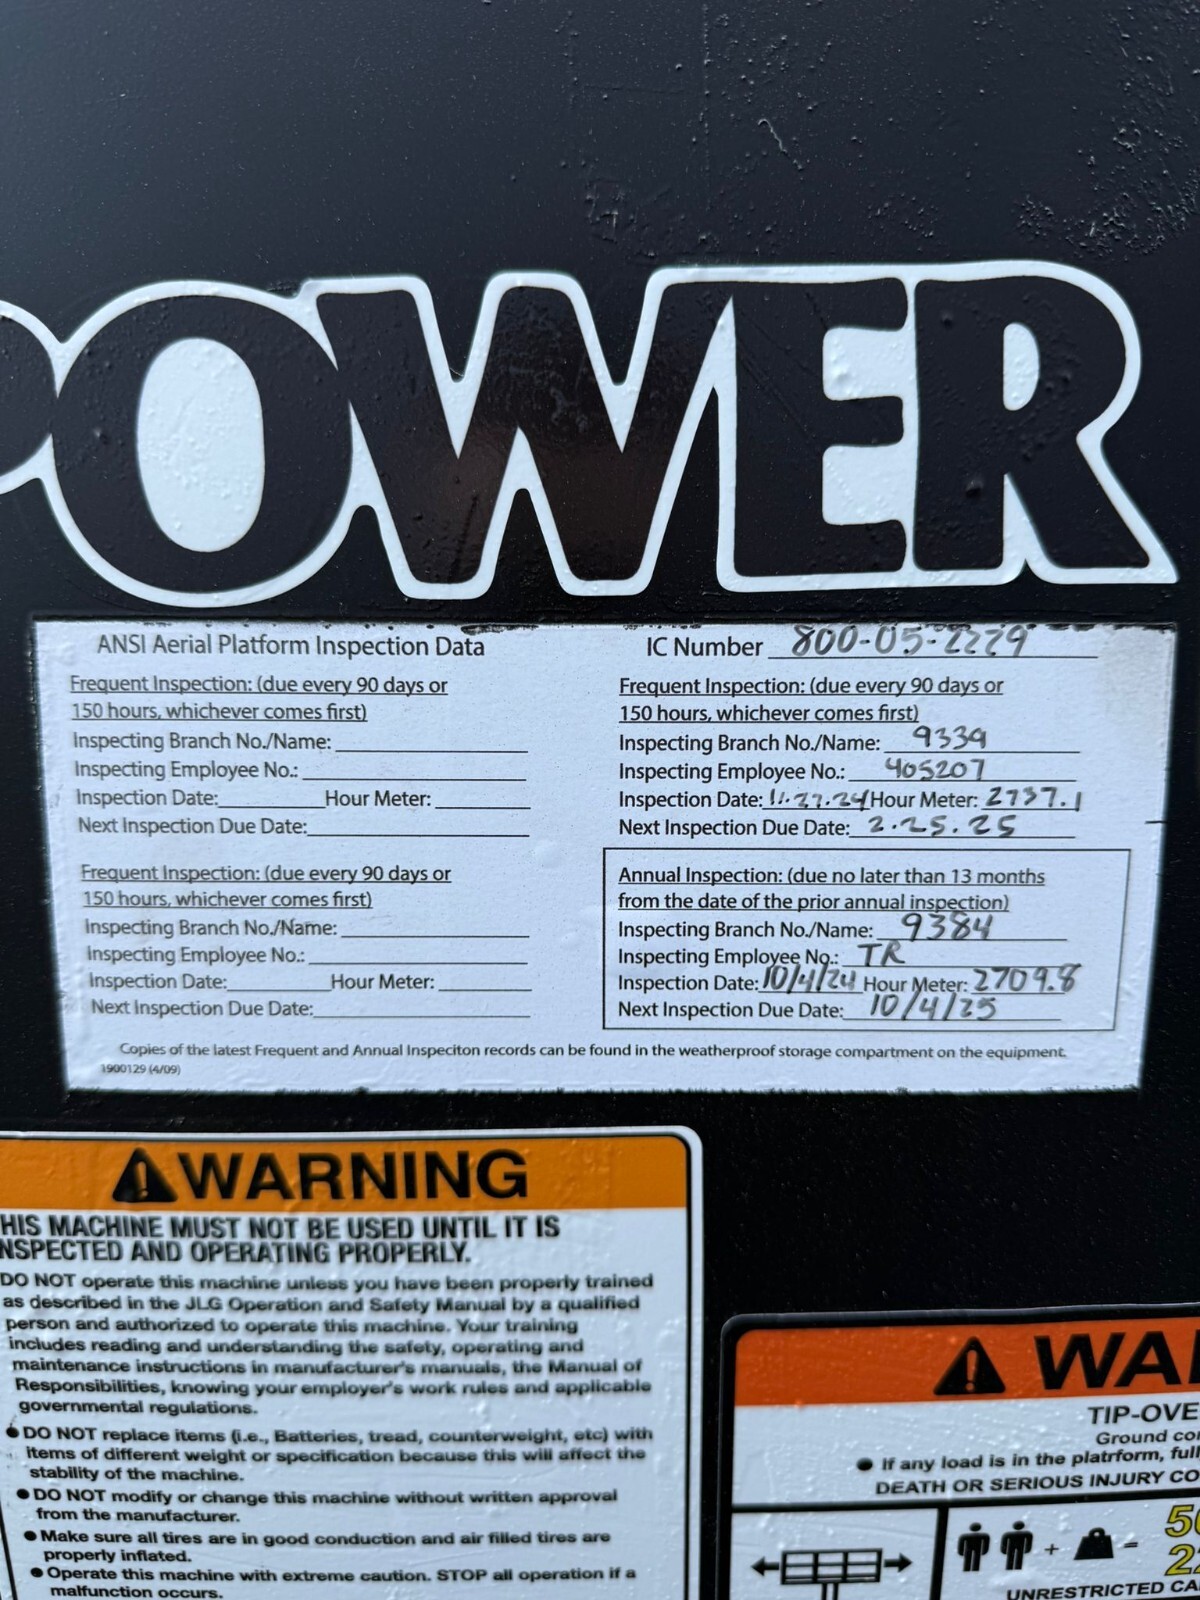 POWER
ANSI Aerial Platform Inspection Data
IC Number 800-05-2229
Frequent Inspection: (due every 90 days or
150 hours, whichever comes first)
Inspecting Branch No./Name:
Inspecting Employee No.:
Inspection Date: Hour Meter:
Next Inspection Due Date:
Frequent Inspection: (due every 90 days or
150 hours, whichever comes first)
Inspecting Branch No./Name:
Inspecting Employee No.:
Inspection Date: Hour Meter:
Next Inspection Due Date:
Frequent Inspection: (due every 90 days or
150 hours, whichever comes first)
Inspecting Branch No./Name: 9339
Inspecting Employee No.: 405207
Inspection Date: 11.27.24 Hour Meter: 2737.1
Next Inspection Due Date: 2.25.25
Annual Inspection: (due no later than 13 months
from the date of the prior annual inspection)
Inspecting Branch No./Name: 9384
Inspecting Employee No.: TR
Inspection Date: 10/4/24 Hour Meter: 2709.8
Next Inspection Due Date: 10/4/25
Copies of the latest Frequent and Annual Inspeciton records can be found in the weatherproof storage compartment on the equipment.
1900129 (4/09)
WARNING
HIS MACHINE MUST NOT BE USED UNTIL IT IS
NSPECTED AND OPERATING PROPERLY.
DO NOT operate this machine unless you have been properly trained
as described in the JLG Operation and Safety Manual by a qualified
person and authorized to operate this machine. Your training
includes reading and understanding the safety, operating and
maintenance instructions in manufacturer's manuals, the Manual of
Responsibilities, knowing your employer's work rules and applicable
governmental regulations.
● DO NOT replace items (i.e., Batteries, tread, counterweight, etc) with
items of different weight or specification because this will affect the
stability of the machine.
● DO NOT modify or change this machine without written approval
from the manufacturer.
● Make sure all tires are in good conduction and air filled tires are
properly inflated.
● Operate this machine with extreme caution. STOP all operation if a
malfunction occurs.
WA
TIP-OVE
Ground co
● If any load is in the platrform, ful
DEATH OR SERIOUS INJURY CO
+ =
UNRESTRICTED CA